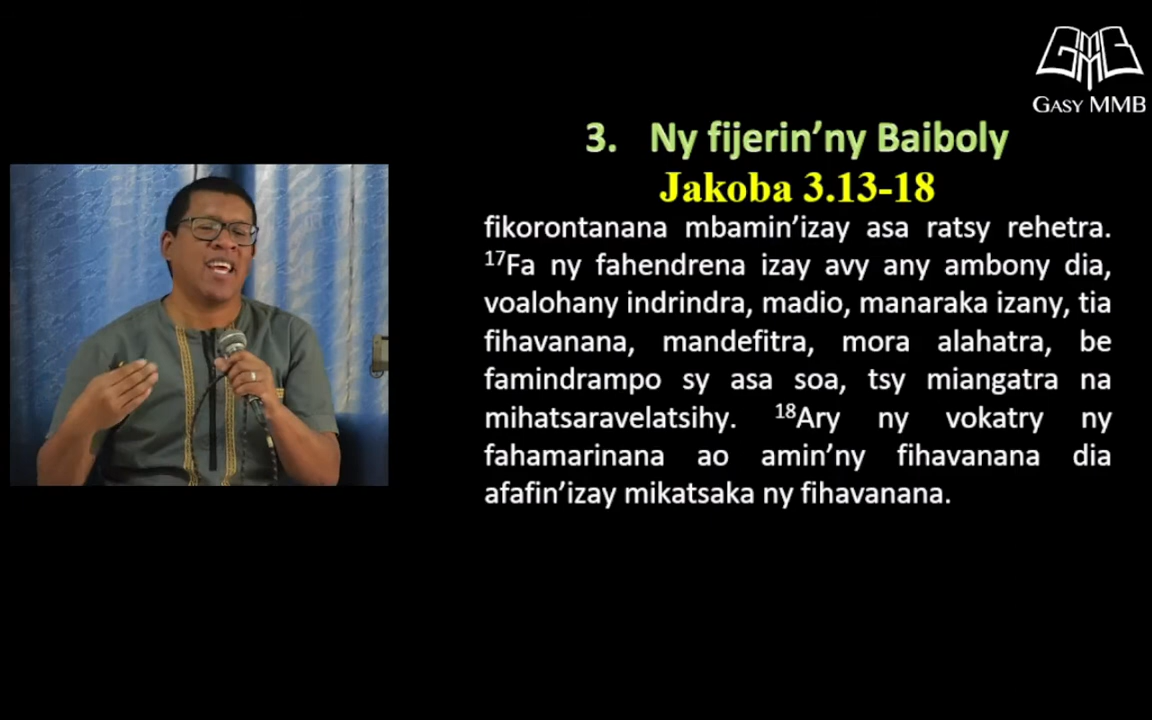 GMMB
GASY MMB
3. Ny fijerin’ny Baiboly
Jakoba 3.13-18
fikorontanana mbamin’izay asa ratsy rehetra.
¹⁷Fa ny fahendrena izay avy any ambony dia,
voalohany indrindra, madio, manaraka izany, tia
fihavanana, mandefitra, mora alahatra, be
famindrampo sy asa soa, tsy miangatra na
mihatsaravelatsihy. ¹⁸Ary ny vokatry ny
fahamarinana ao amin’ny fihavanana dia
afafin’izay mikatsaka ny fihavanana.